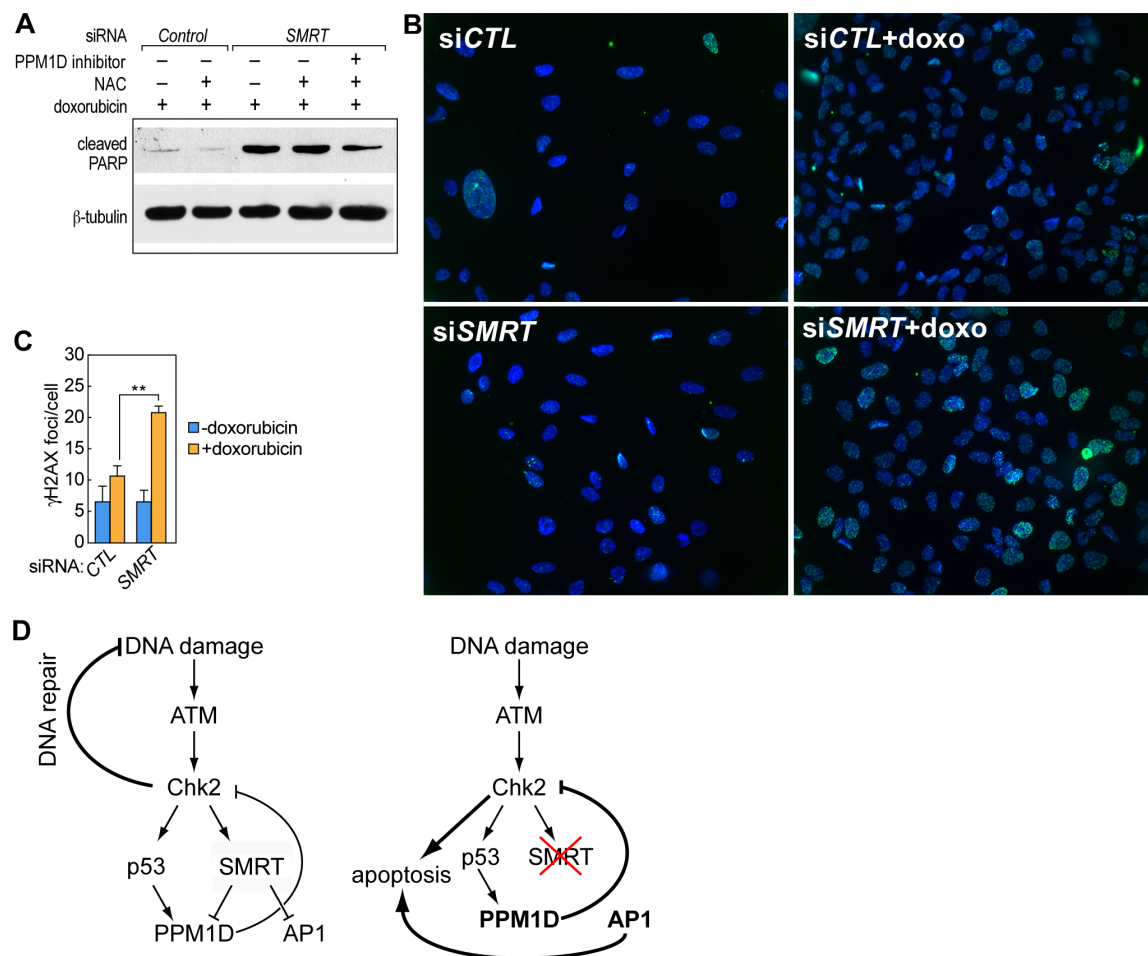 A
siRNA Control SMRT
PPM1D inhibitor – – – – +
NAC – + – + +
doxorubicin + + + + +
cleaved
PARP
β-tubulin
B
siCTL
siCTL+doxo
siSMRT
siSMRT+doxo
C
γH2AX foci/cell
30
25
20
15
10
5
0
**
-doxorubicin
+doxorubicin
siRNA: CTL SMRT
D
DNA damage
DNA repair
ATM
Chk2
p53
SMRT
PPM1D
AP1
DNA damage
ATM
Chk2
apoptosis
p53
SMRT
PPM1D
AP1